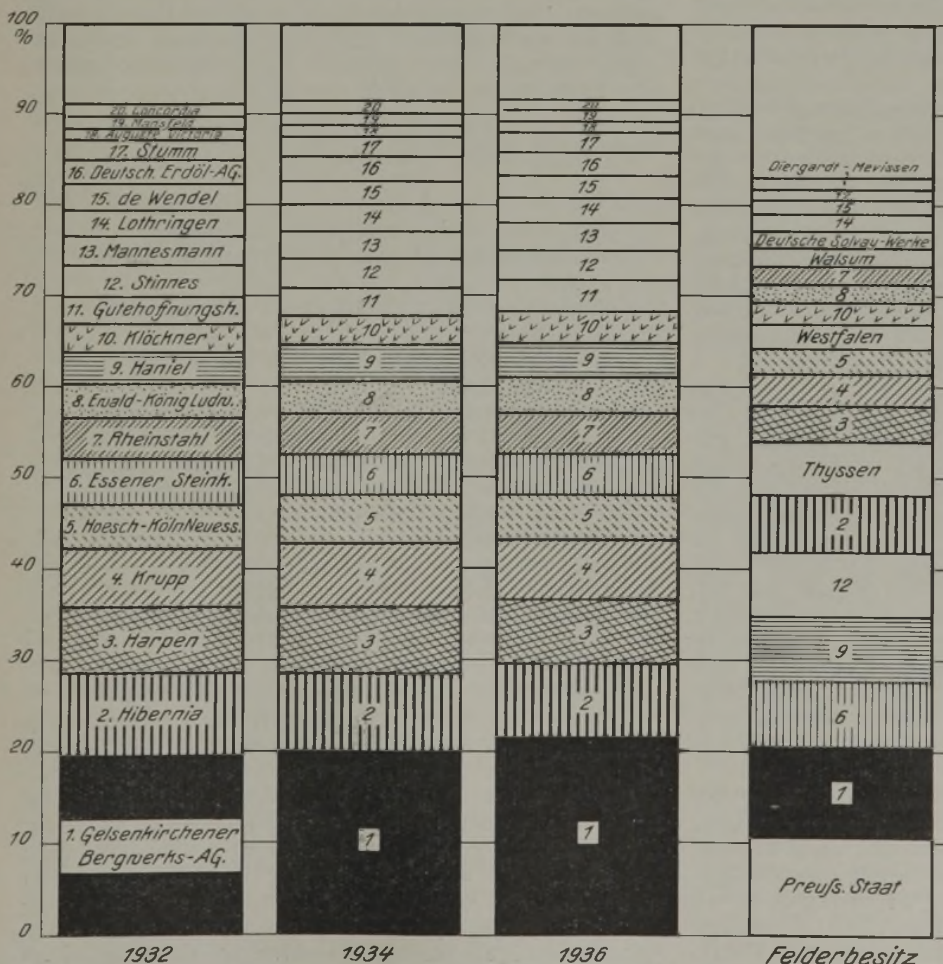 100
%
90
80
70
60
50
40
30
20
10
0
20. Concordia
19. Mansfeld
18. Auguste Victoria
17. Stumm
16. Deutsch. Erdöl-AG.
15. de Wendel
14. Lothringen
13. Mannesmann
12. Stinnes
11. Gutehoffnungsh.
10. Klöckner
9. Haniel
8. Ewald-König Ludw.
7. Rheinstahl
6. Essener Steink.
5. Hoesch-KölnNeuess.
4. Krupp
3. Harpen
2. Hibernia
1. Gelsenkirchener
Bergwerks-AG.
1932
20
19
18
17
16
15
14
13
12
11
10
9
8
7
6
5
4
3
2
1
1934
20
19
18
17
16
15
14
13
12
11
10
9
8
7
6
5
4
3
2
1
1936
Diergardt-Mevissen
15
14
Deutsche Solvay-Werke
Walsum
7
8
10
Westfalen
5
4
3
Thyssen
2
12
9
6
1
Preuß. Staat
Felderbesitz